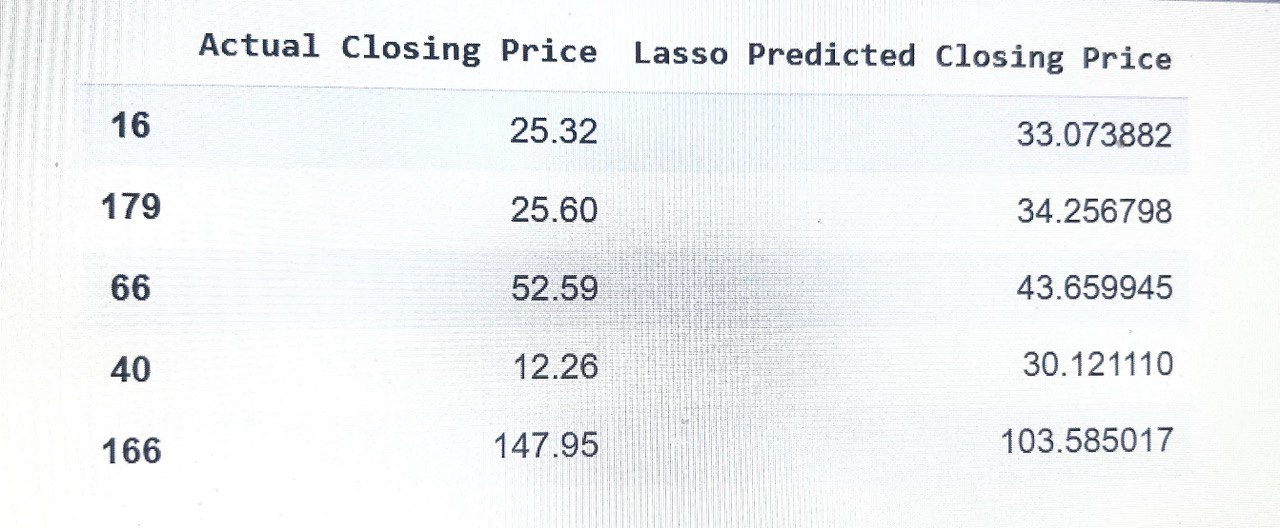 Actual Closing Price Lasso Predicted Closing Price
16 25.32 33.073882
179 25.60 34.256798
66 52.59 43.659945
40 12.26 30.121110
166 147.95 103.585017